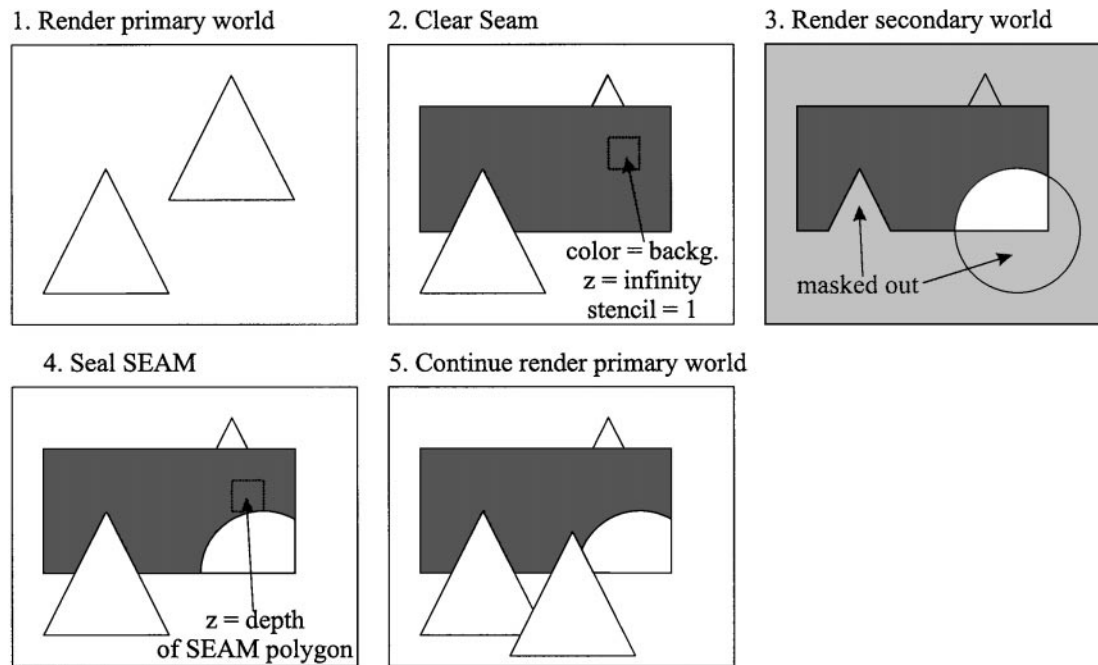 1. Render primary world
2. Clear Seam
3. Render secondary world
color = backg.
z = infinity
stencil = 1
masked out
4. Seal SEAM
5. Continue render primary world
z = depth
of SEAM polygon